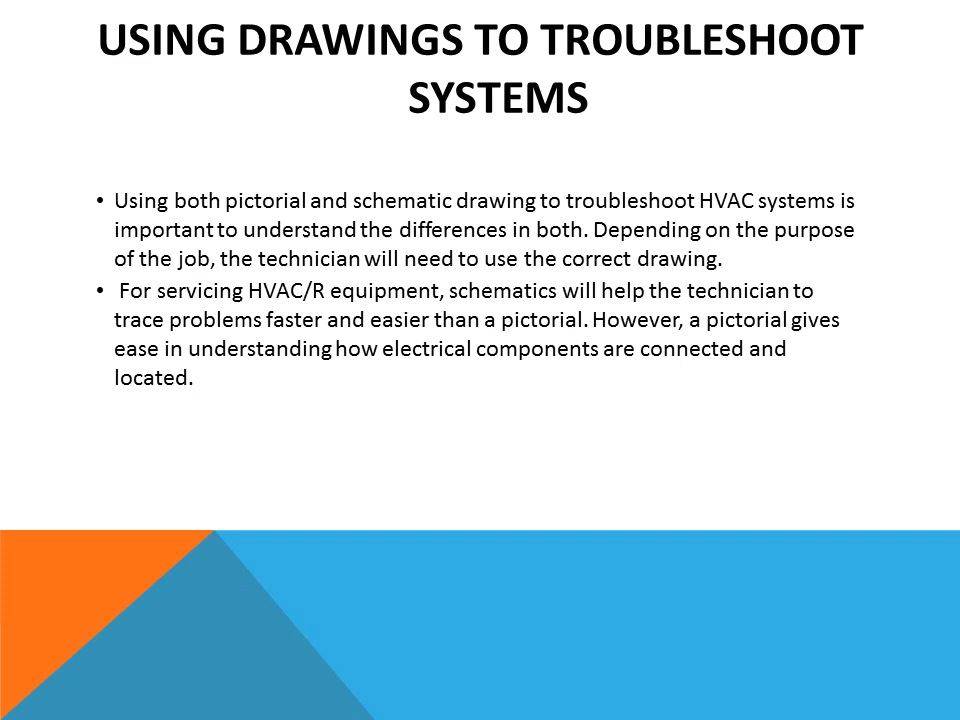 USING DRAWINGS TO TROUBLESHOOT
SYSTEMS
• Using both pictorial and schematic drawing to troubleshoot HVAC systems is
important to understand the differences in both. Depending on the purpose
of the job, the technician will need to use the correct drawing.
• For servicing HVAC/R equipment, schematics will help the technician to
trace problems faster and easier than a pictorial. However, a pictorial gives
ease in understanding how electrical components are connected and
located.